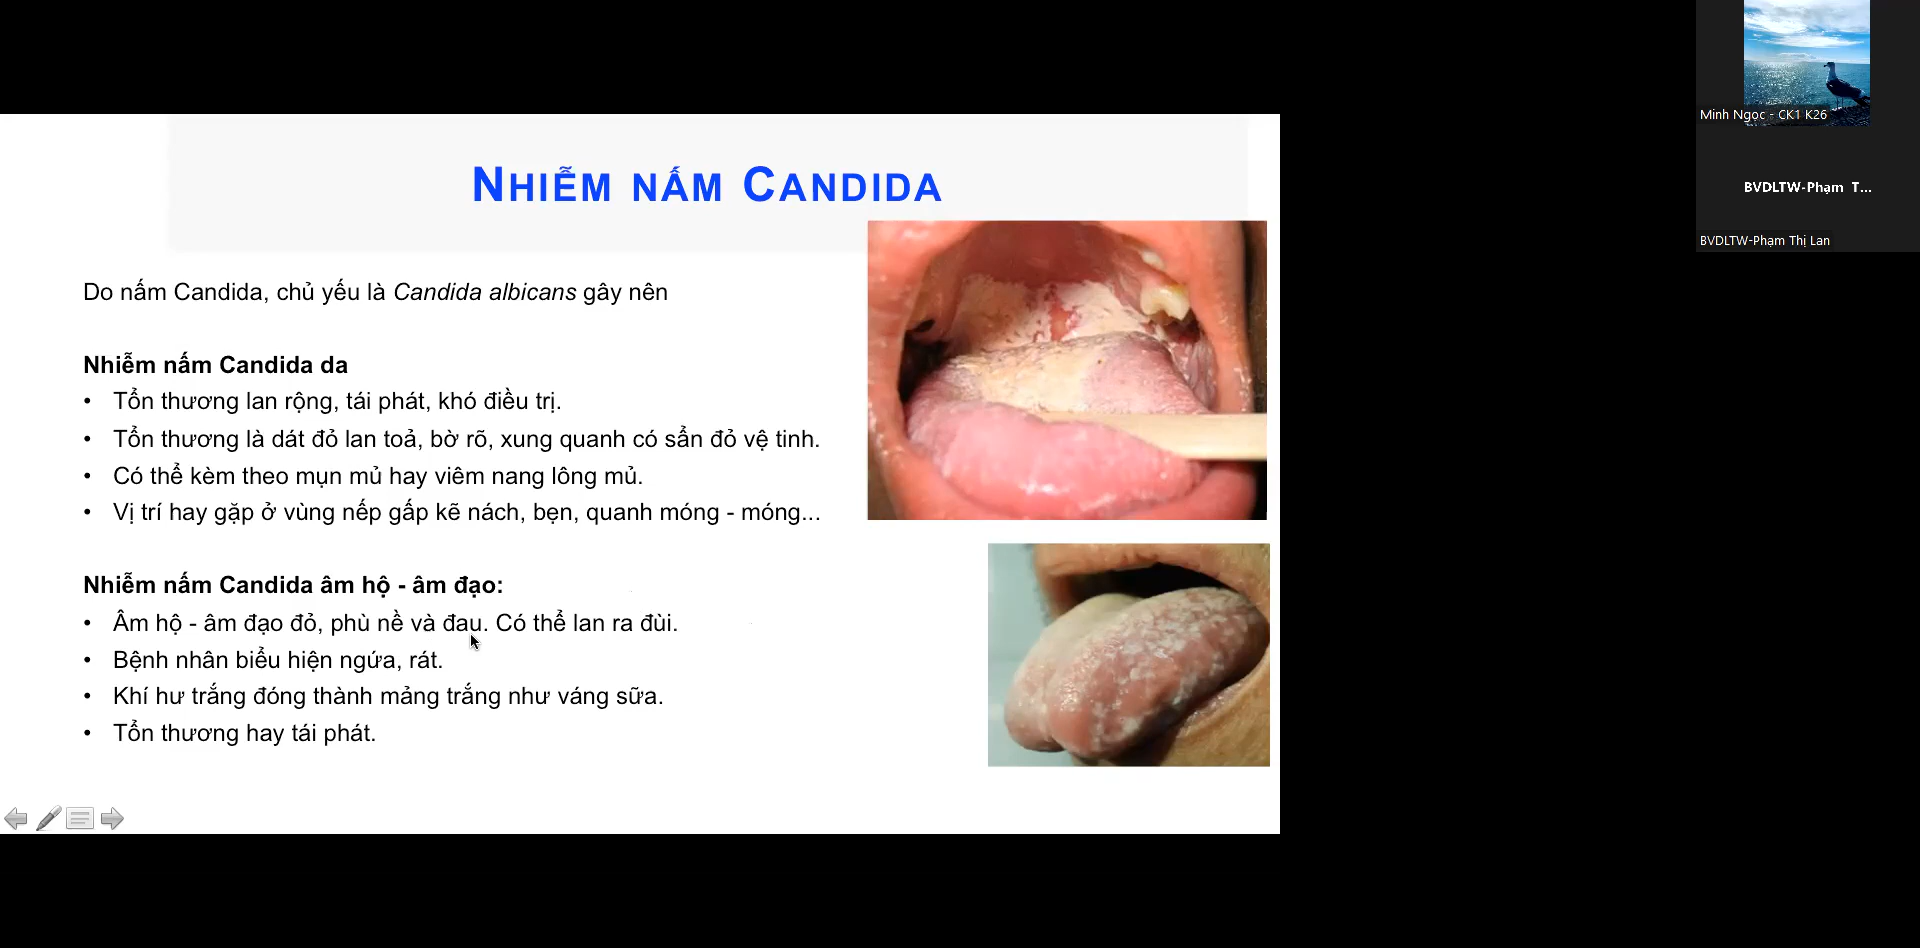 NHIỄM NẤM CANDIDA
Do nấm Candida, chủ yếu là Candida albicans gây nên
Nhiễm nấm Candida da
• Tổn thương lan rộng, tái phát, khó điều trị.
• Tổn thương là dát đỏ lan toả, bờ rõ, xung quanh có sẩn đỏ vệ tinh.
• Có thể kèm theo mụn mủ hay viêm nang lông mủ.
• Vị trí hay gặp ở vùng nếp gấp kẽ nách, bẹn, quanh móng - móng...
Nhiễm nấm Candida âm hộ - âm đạo:
• Âm hộ - âm đạo đỏ, phù nề và đau. Có thể lan ra đùi.
• Bệnh nhân biểu hiện ngứa, rát.
• Khí hư trắng đóng thành mảng trắng như váng sữa.
• Tổn thương hay tái phát.
Minh Ngọc - CK1 K26
BVDLTW-Phạm T...
BVDLTW-Phạm Thị Lan